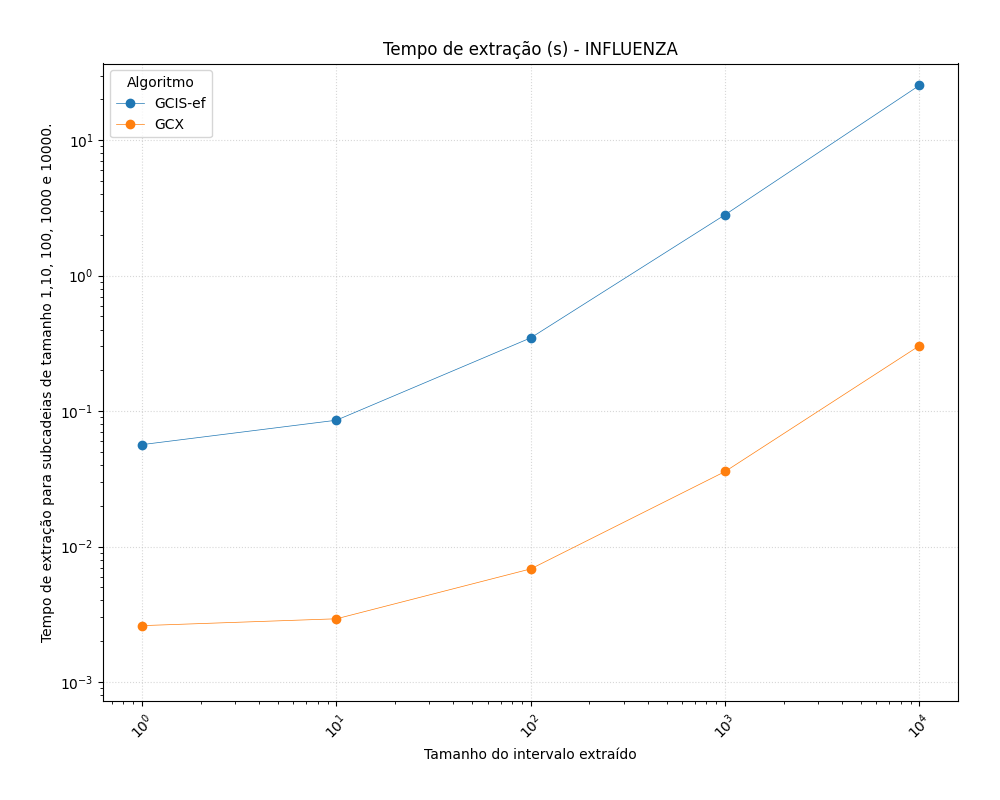 Tempo de extração (s) - INFLUENZA
Algoritmo
GCIS-ef
GCX
Tempo de extração para subcadeias de tamanho 1,10, 100, 1000 e 10000.
10¹
10⁰
10⁻¹
10⁻²
10⁻³
10⁰
10¹
10²
10³
10⁴
Tamanho do intervalo extraído